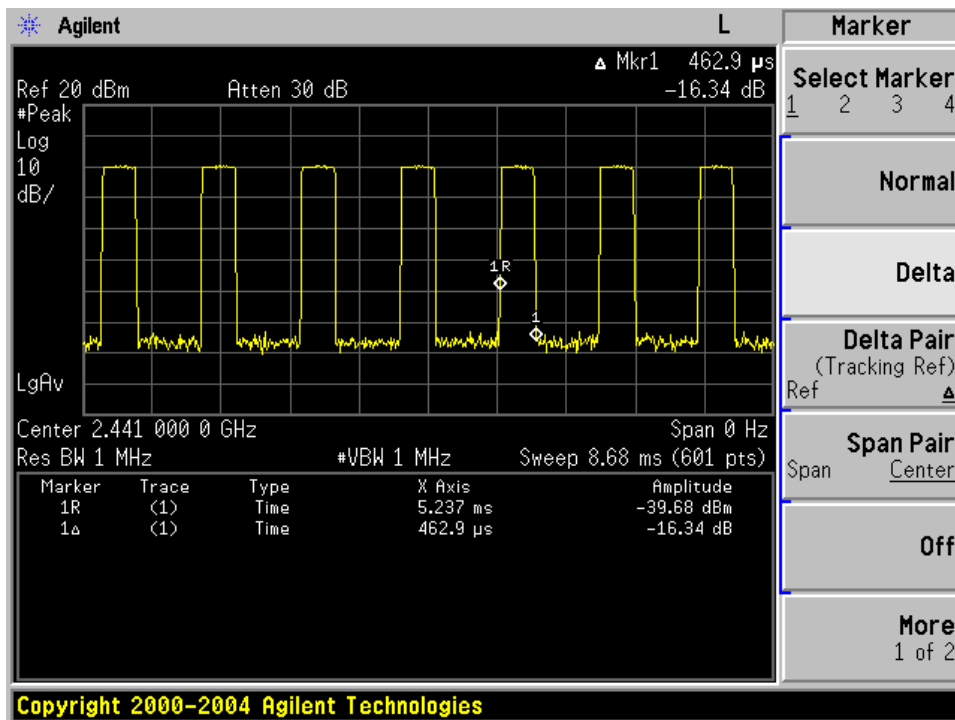 Agilent L
Δ Mkr1 462.9 µs
Ref 20 dBm Atten 30 dB -16.34 dB
#Peak
Log
10
dB/
1R
1
LgAv
Center 2.441 000 0 GHz Span 0 Hz
Res BW 1 MHz #VBW 1 MHz Sweep 8.68 ms (601 pts)
Marker Trace Type X Axis Amplitude
1R (1) Time 5.237 ms -39.68 dBm
1Δ (1) Time 462.9 µs -16.34 dB
Marker
Select Marker
1 2 3 4
Normal
Delta
Delta Pair
(Tracking Ref)
Ref Δ
Span Pair
Span Center
Off
More
1 of 2
Copyright 2000-2004 Agilent Technologies